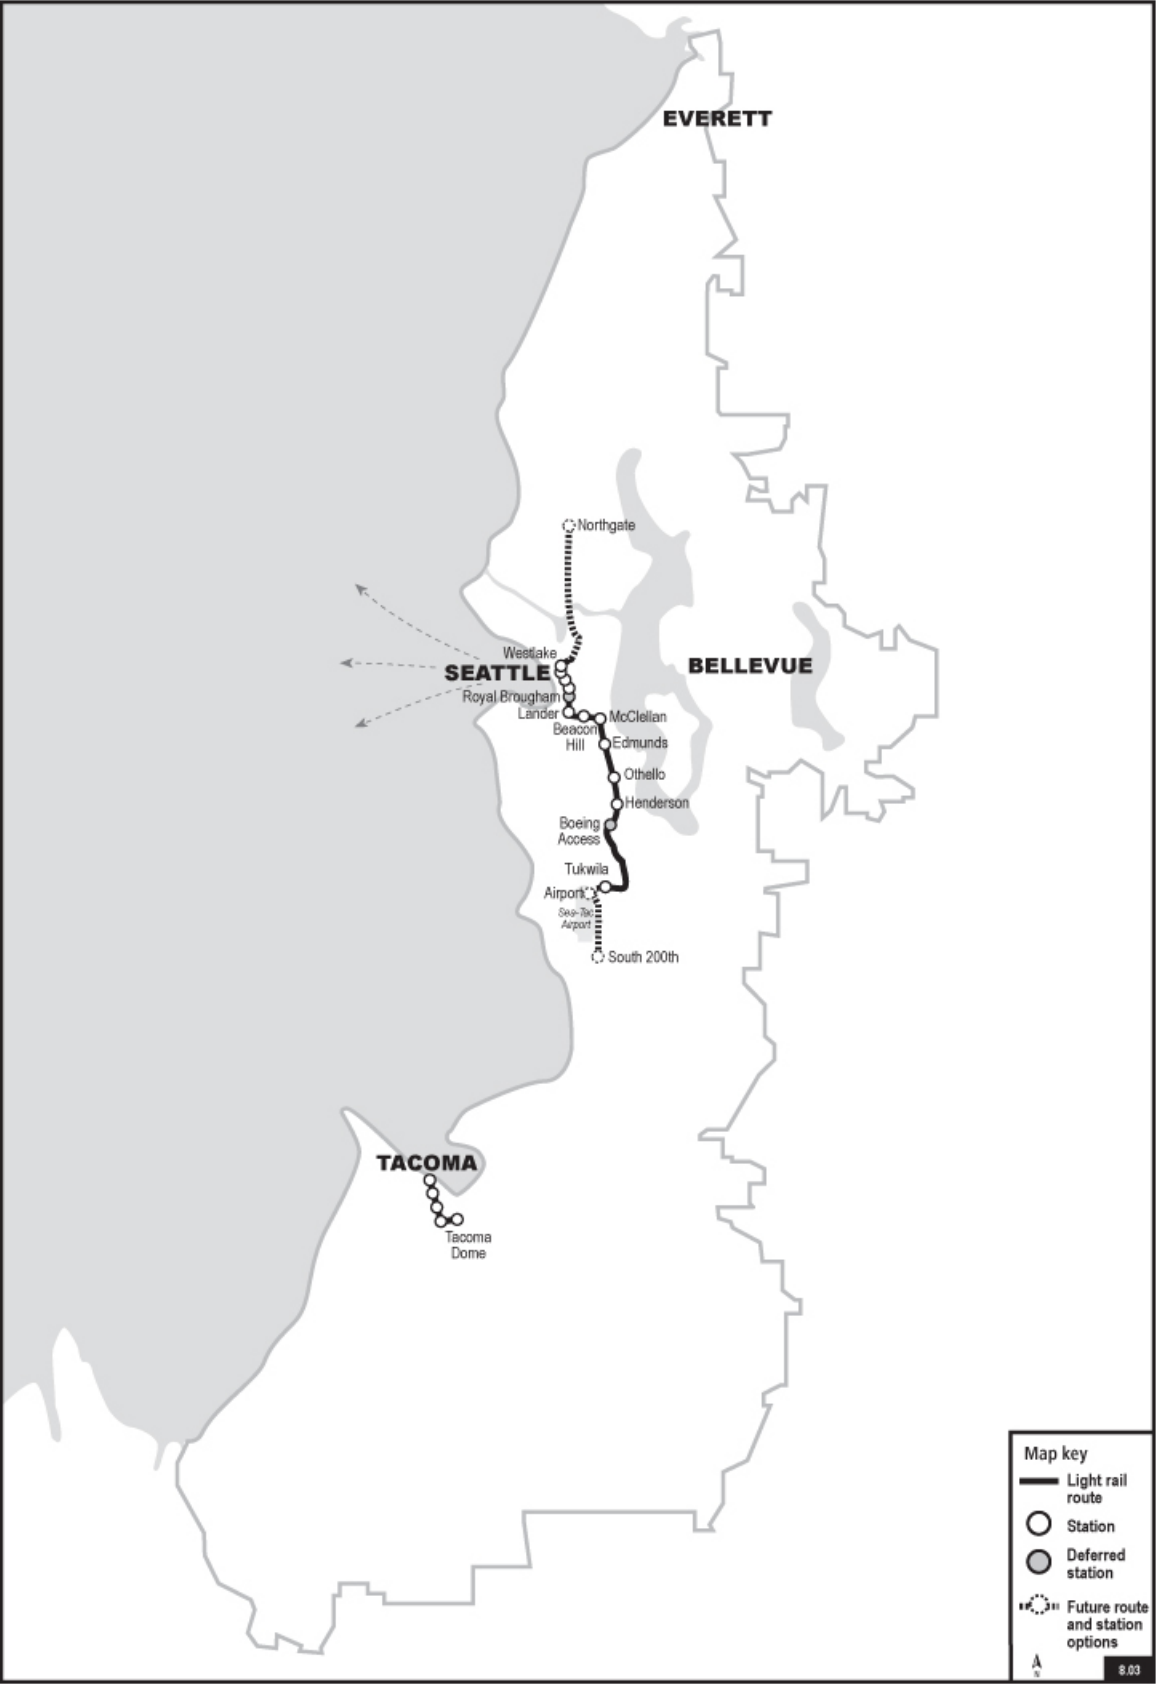 EVERETT
Northgate
Westlake
SEATTLE
BELLEVUE
Royal Brougham
Lander
McClellan
Beacon
Hill
Edmunds
Othello
Henderson
Boeing
Access
Tukwila
Airport
Sea-Tac
Airport
South 200th
TACOMA
Tacoma
Dome
Map key
Light rail
route
Station
Deferred
station
Future route
and station
options
N
8.03